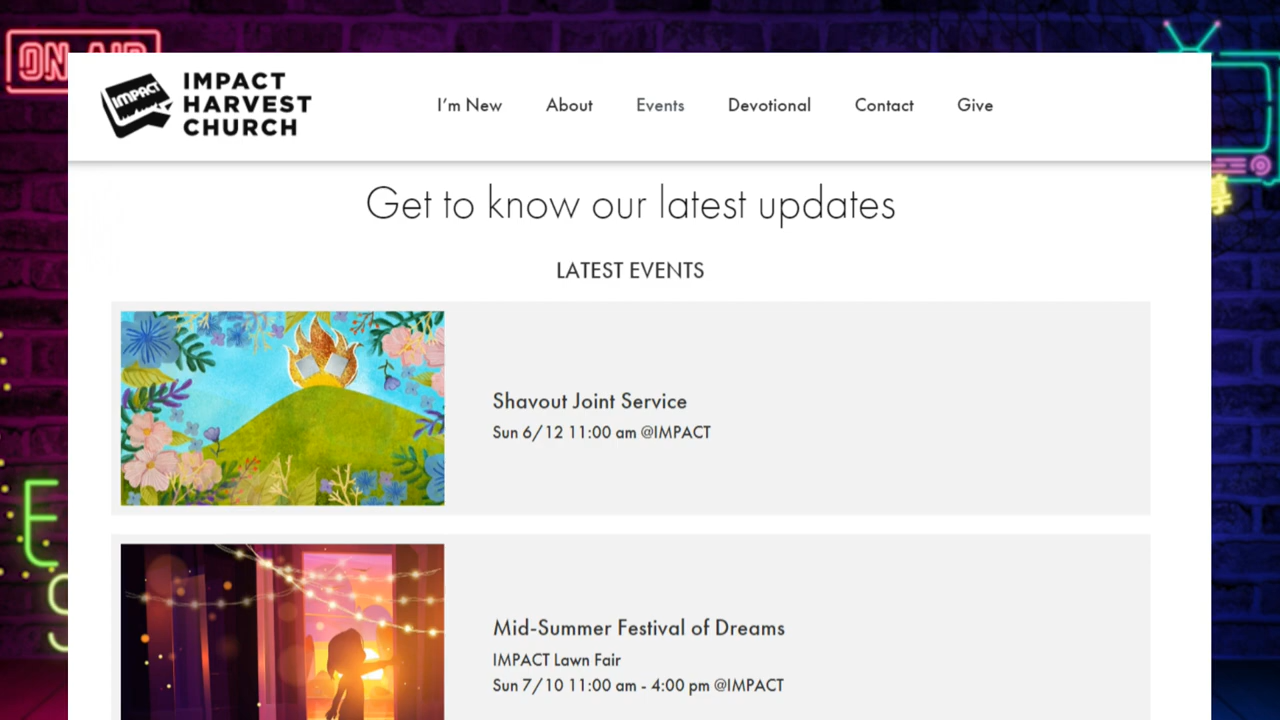 ON AIR
IMPACT
IMPACT
HARVEST
CHURCH
I'm New
About
Events
Devotional
Contact
Give
Get to know our latest updates
LATEST EVENTS
Shavout Joint Service
Sun 6/12 11:00 am @IMPACT
Mid-Summer Festival of Dreams
IMPACT Lawn Fair
Sun 7/10 11:00 am - 4:00 pm @IMPACT